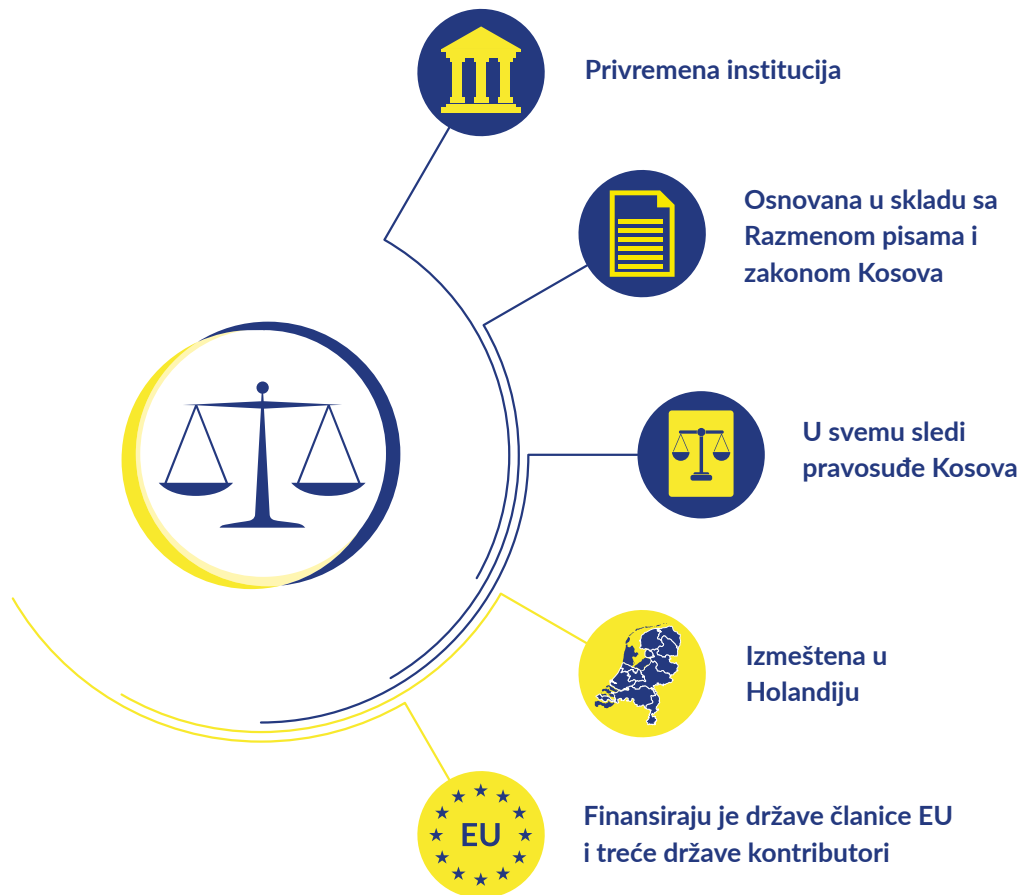 Privremena institucija
Osnovana u skladu sa
Razmenom pisama i
zakonom Kosova
U svemu sledi
pravosuđe Kosova
Izmeštena u
Holandiju
EU
Finansiraju je države članice EU
i treće države kontributori